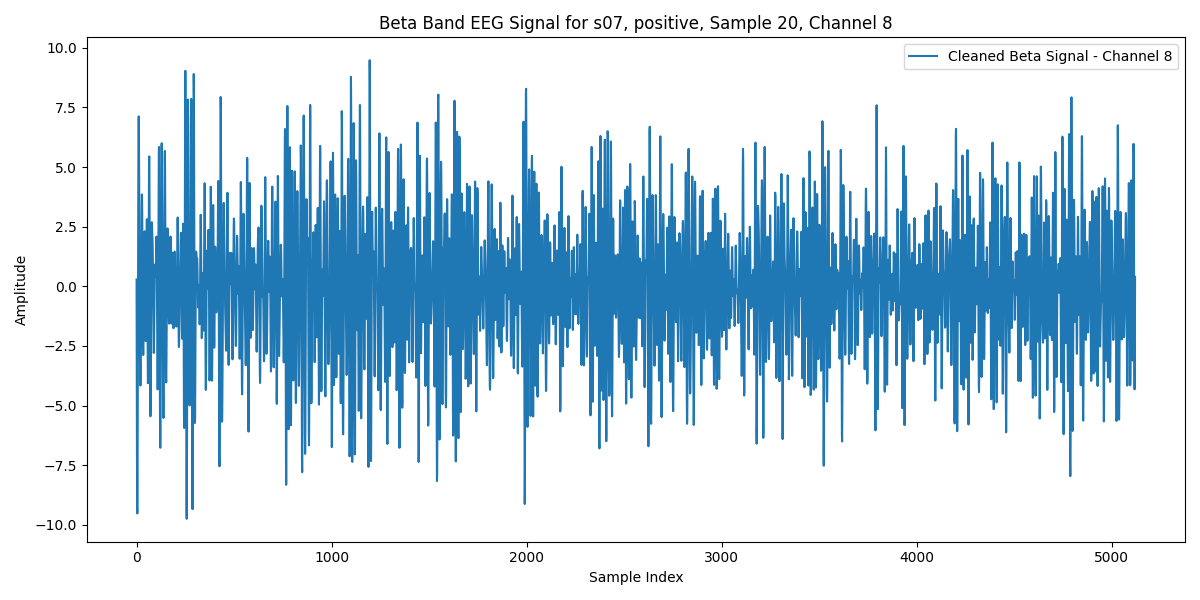 Beta Band EEG Signal for s07, positive, Sample 20, Channel 8
Cleaned Beta Signal - Channel 8
Amplitude
10.0
7.5
5.0
2.5
0.0
−2.5
−5.0
−7.5
−10.0
0 1000 2000 3000 4000 5000
Sample Index